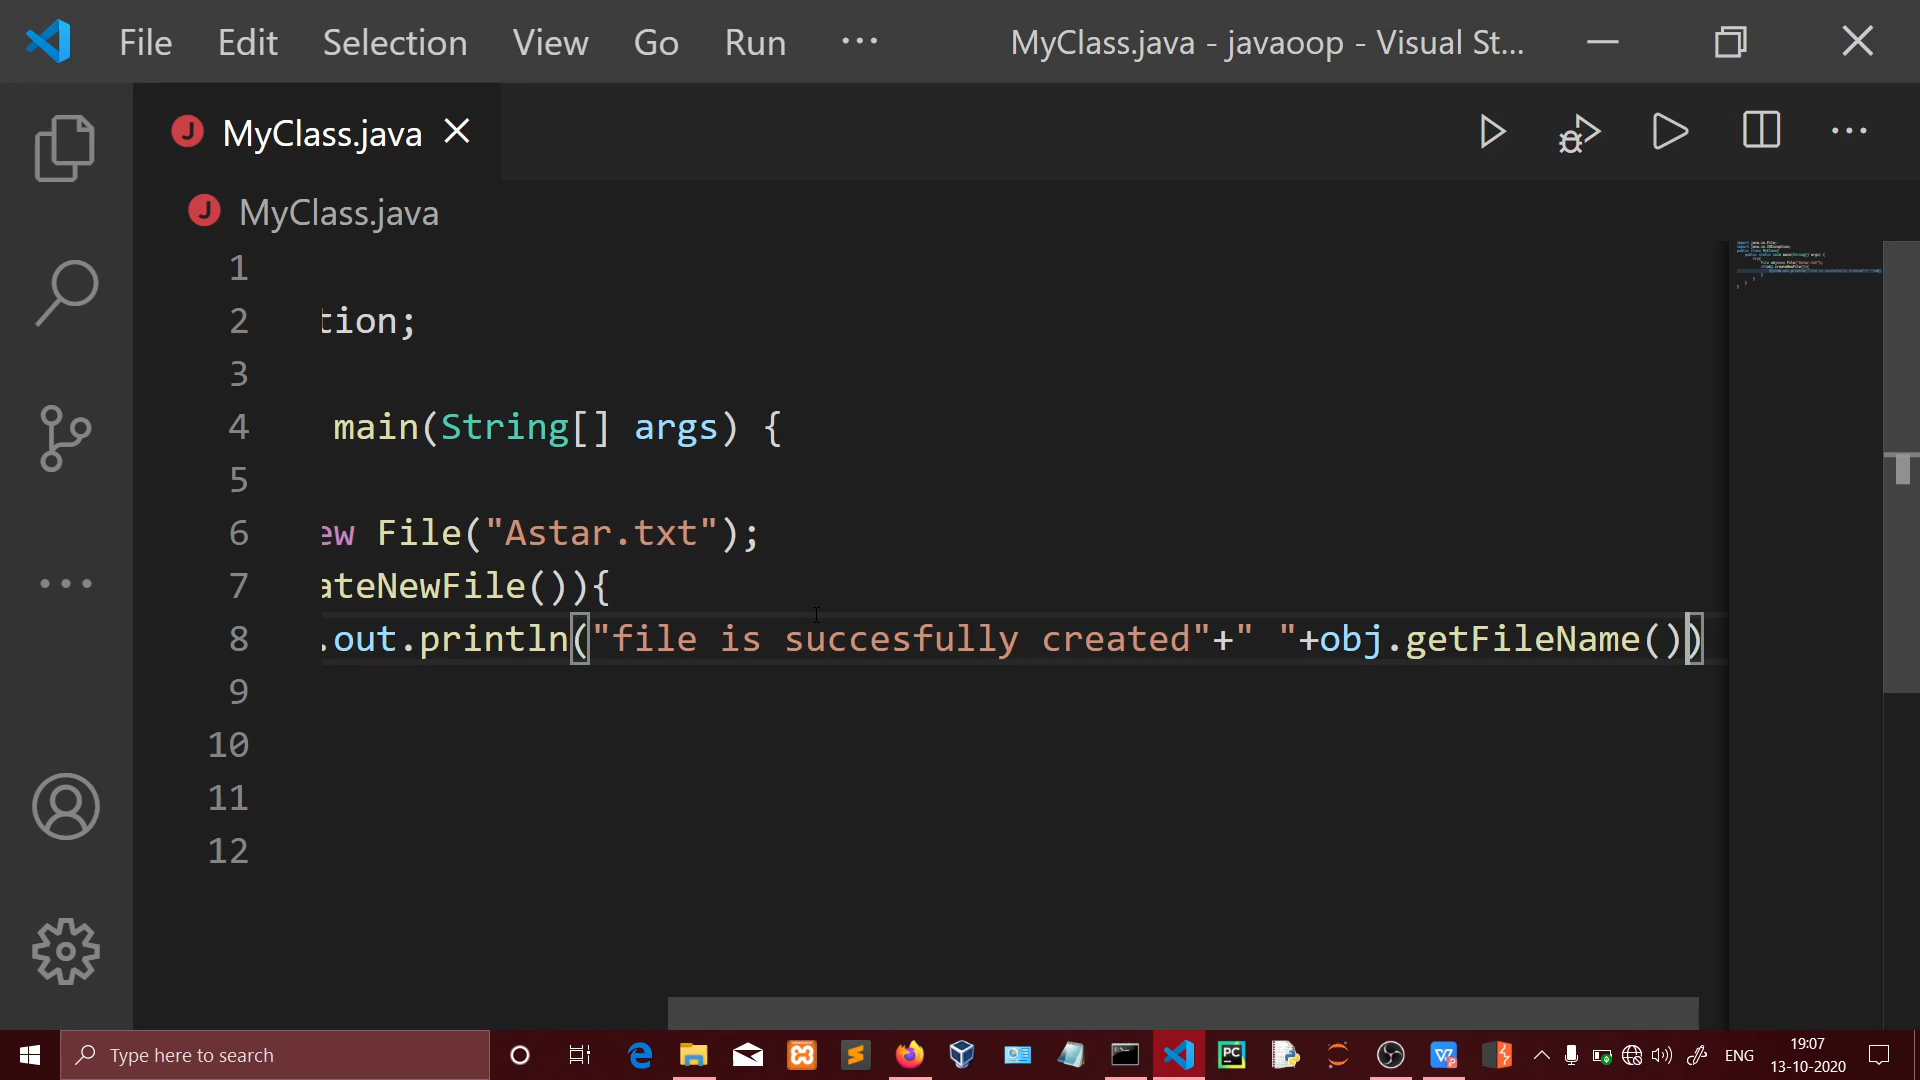 File Edit Selection View Go Run ··· MyClass.java - javaoop - Visual St...
MyClass.java
MyClass.java
1
2 tion;
3
4 main(String[] args) {
5
6 ew File("Astar.txt");
7 ateNewFile()){
8 .out.println("file is succesfully created"+" "+obj.getFileName())
9
10
11
12
Type here to search
ENG
19:07
13-10-2020